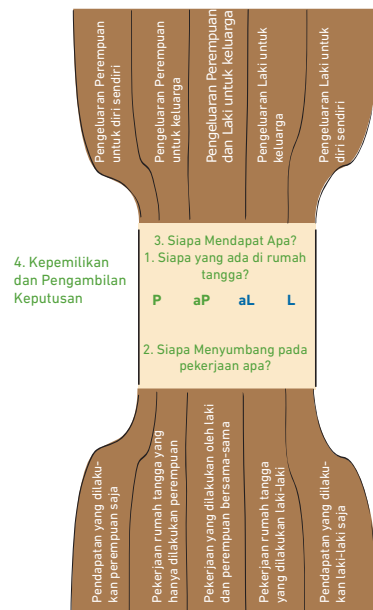 Pengeluaran Perempuan
untuk diri sendiri
Pengeluaran Perempuan
untuk keluarga
Pengeluaran Perempuan
dan Laki untuk keluarga
Pengeluaran Laki untuk
keluarga
Pengeluaran Laki untuk
diri sendiri
4. Kepemilikan
dan Pengambilan
Keputusan
3. Siapa Mendapat Apa?
1. Siapa yang ada di rumah
tangga?
P aP aL L
2. Siapa Menyumbang pada
pekerjaan apa?
Pendapatan yang dilaku-
kan perempuan saja
Pekerjaan rumah tangga yang
hanya dilakukan perempuan
Pekerjaan yang dilakukan oleh laki
dan perempuan bersama-sama
Pekerjaan rumah tangga
yang dilakukan laki-laki
Pendapatan yang dilaku-
kan laki-laki saja